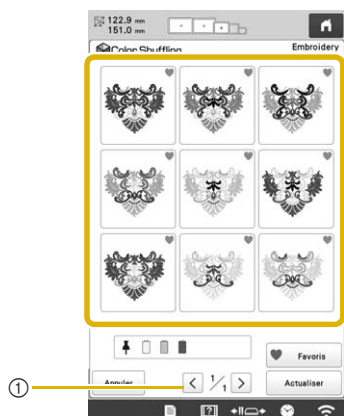 122.9 mm
151.0 mm
Color Shuffling
Embroidery
Favoris
①
Annuler
1/1
Actualiser